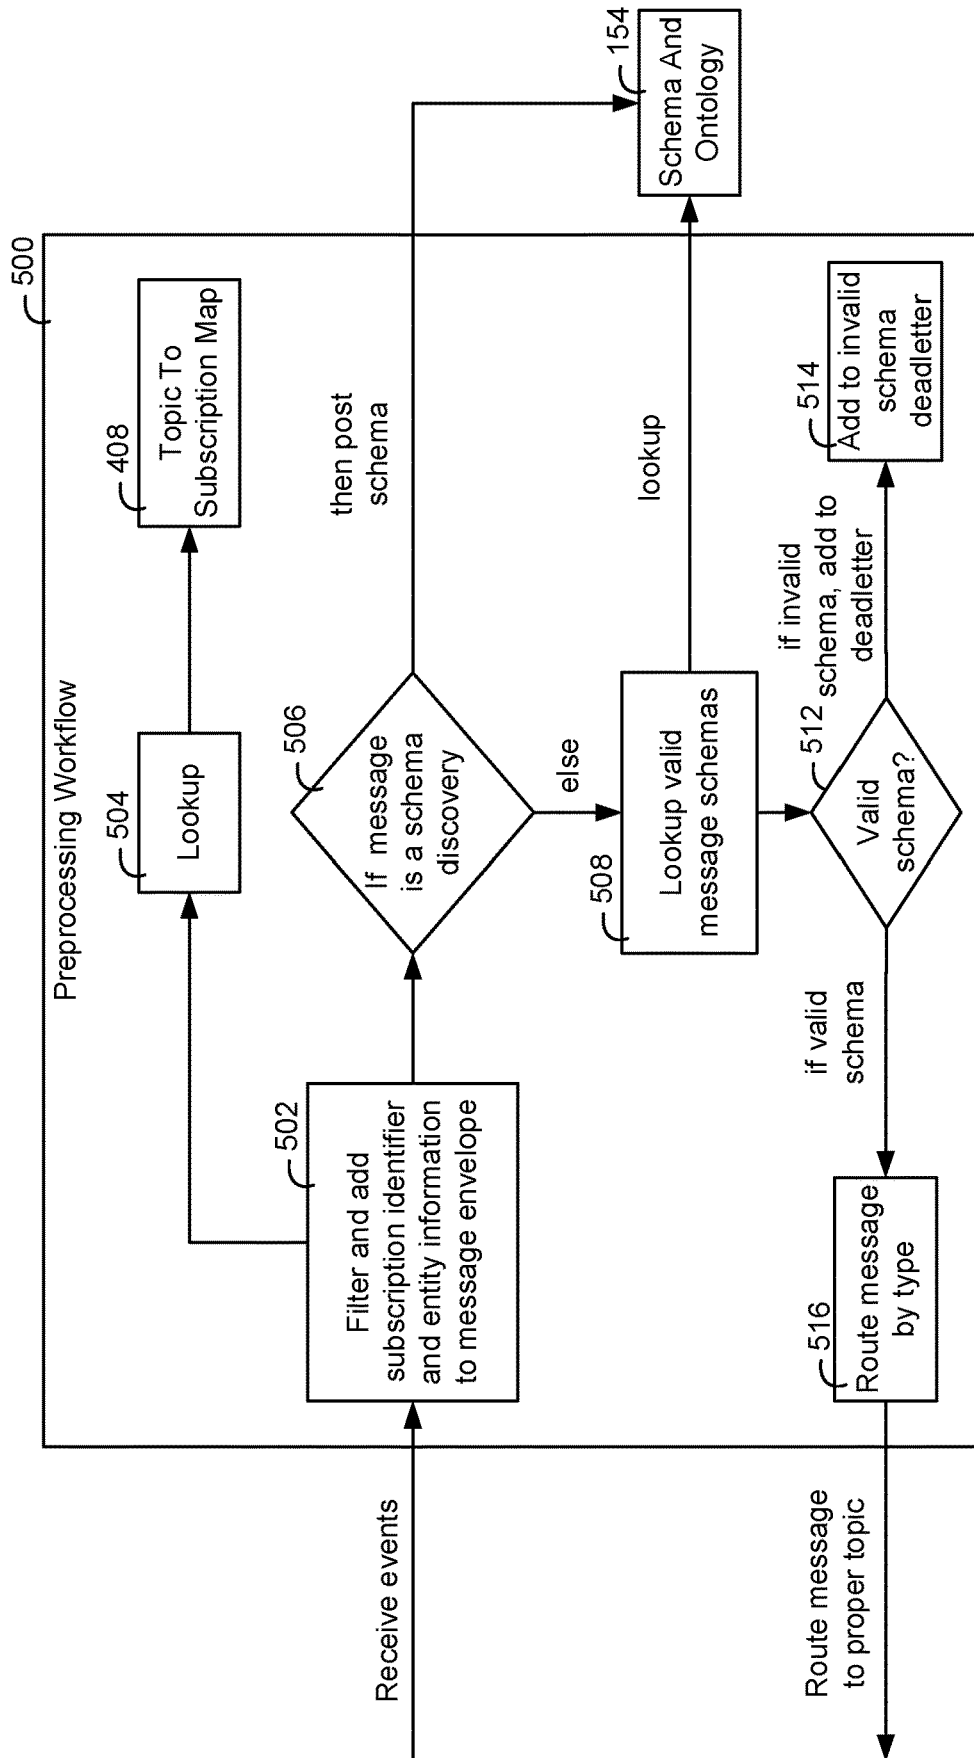 500
Preprocessing Workflow
504
Lookup
408
Topic To
Subscription Map
Receive events
502
Filter and add
subscription identifier
and entity information
to message envelope
506
If message
is a schema
discovery
then post
schema
154
Schema And
Ontology
else
508
Lookup valid
message schemas
lookup
512
Valid
schema?
if invalid
schema, add to
deadletter
514
Add to invalid
schema
deadletter
if valid
schema
516
Route message
by type
Route message
to proper topic